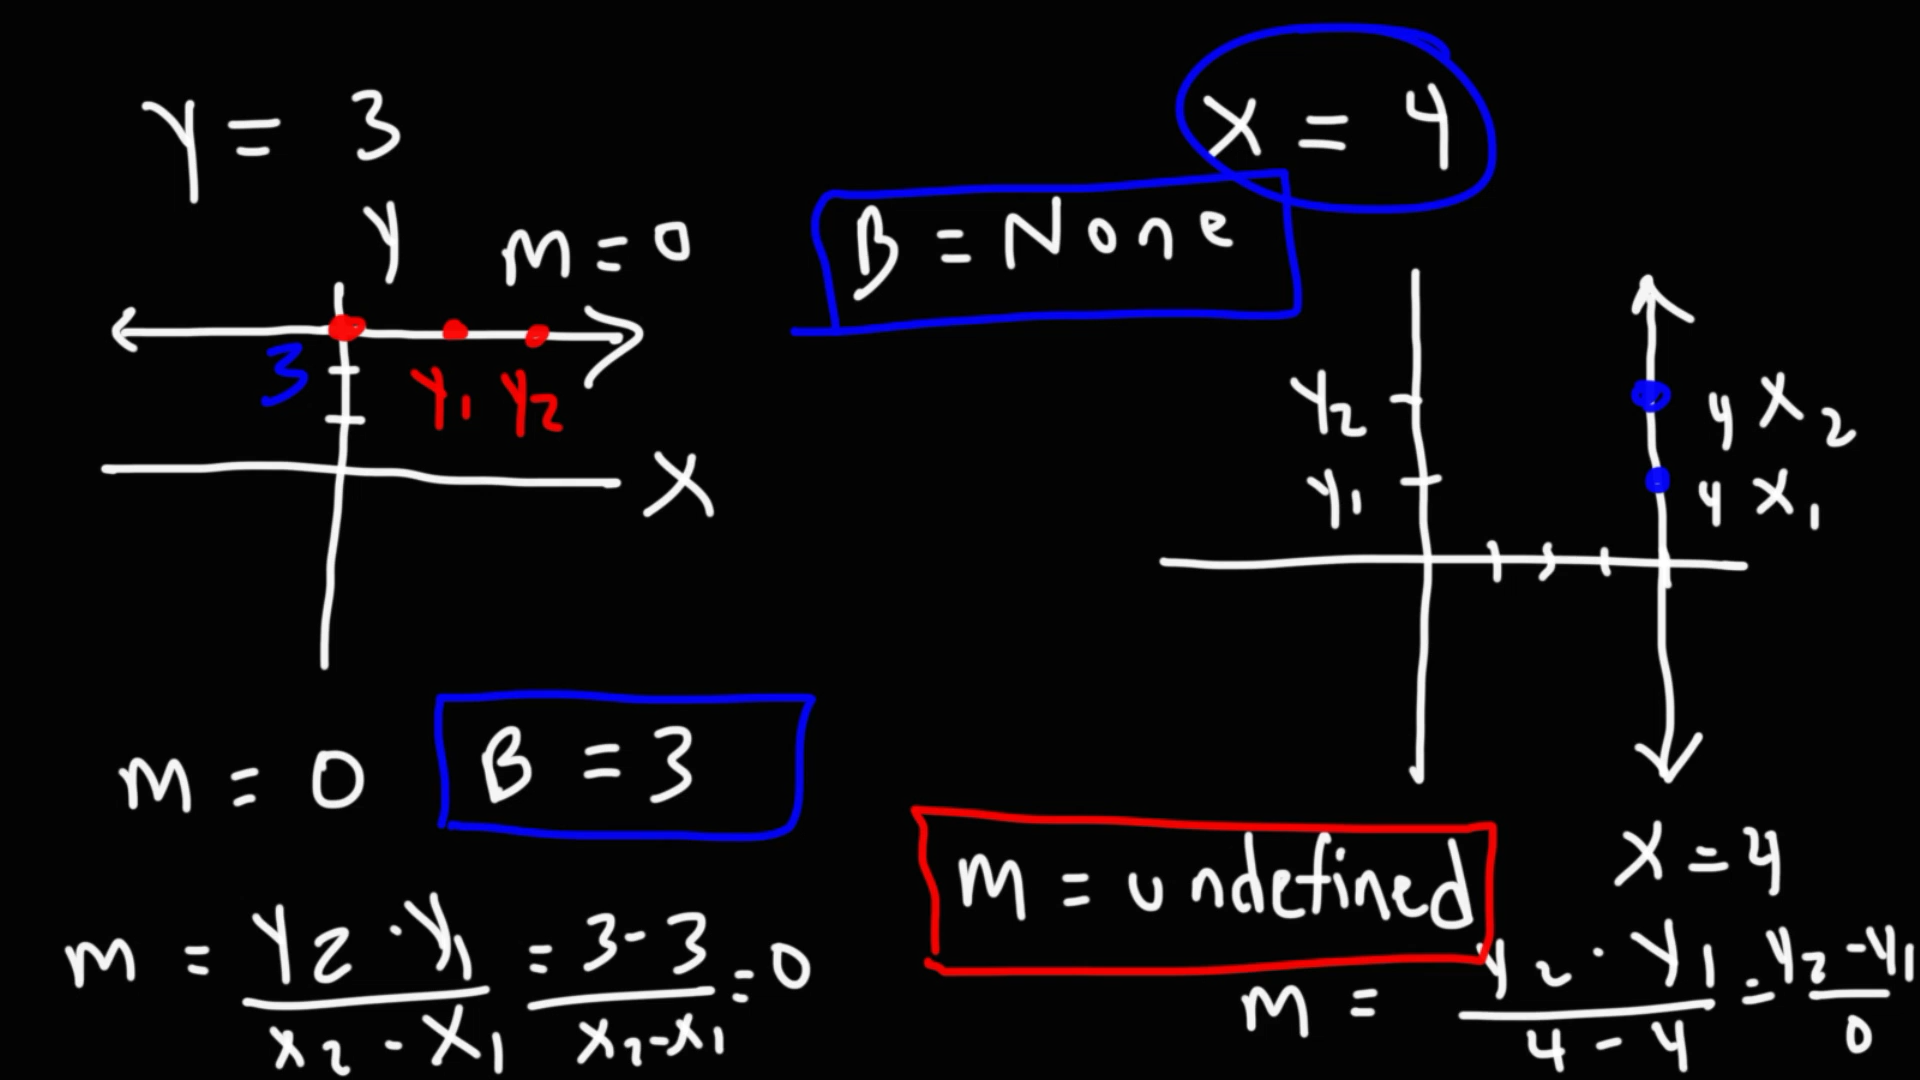 Y = 3
Y
m = 0
3
Y1 Y2
X
m = 0
B = 3
m = Y2 - Y1 / X2 - X1 = 3 - 3 / X2 - X1 = 0
X = 4
B = None
Y2
4 X2
Y1
4 X1
M = undefined
X = 4
m = Y2 - Y1 / 4 - 4 = Y2 - Y1 / 0